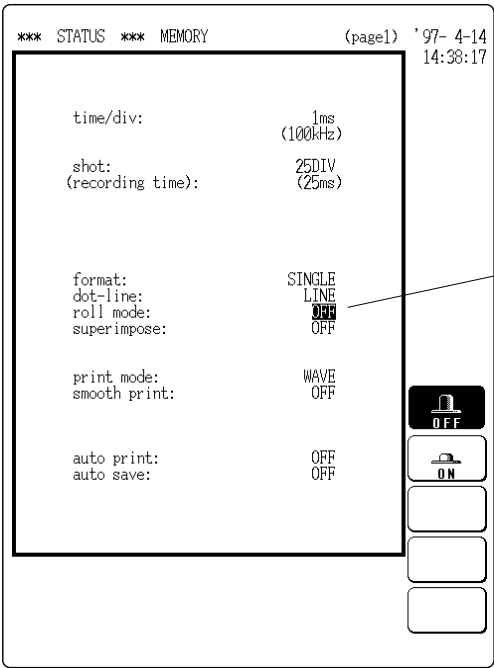 *** STATUS *** MEMORY (page1) '97- 4-14
14:38:17
time/div: 1ms
(100kHz)
shot: 25DIV
(recording time): (25ms)
format: SINGLE
dot-line: LINE
roll mode: OFF
superimpose: OFF
print mode: WAVE
smooth print: OFF
auto print: OFF
auto save: OFF
OFF
ON